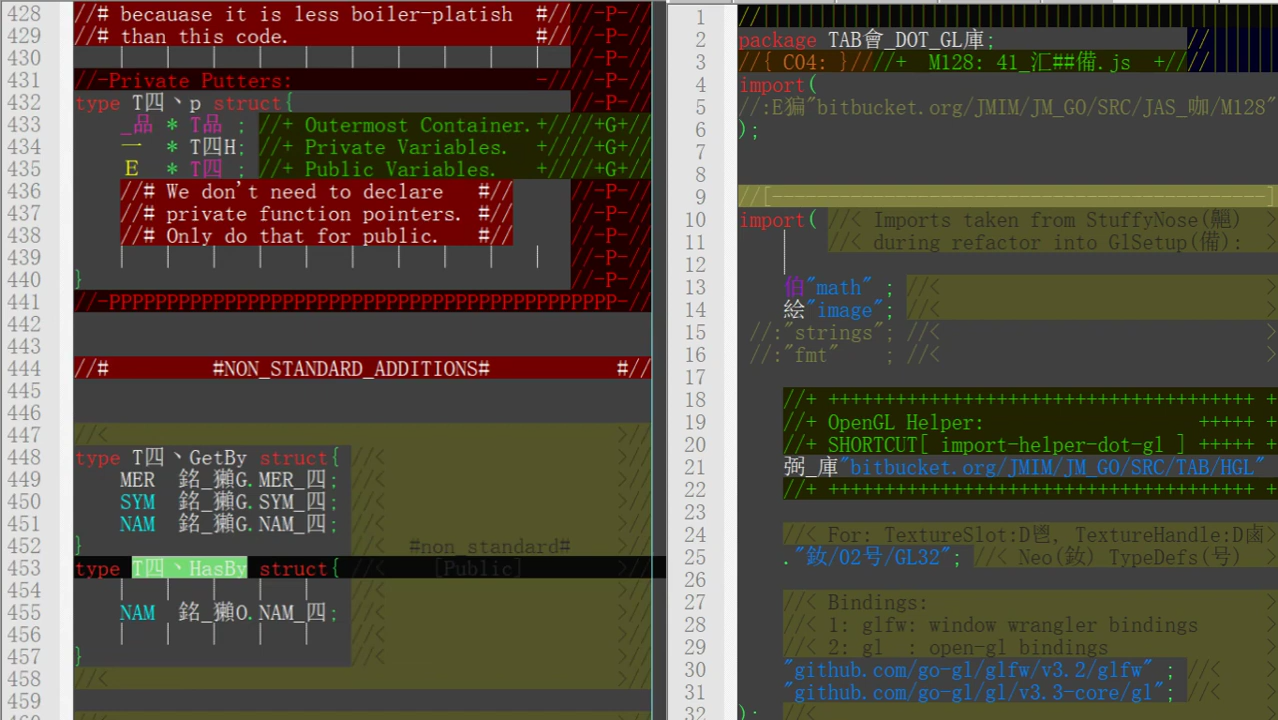 428 //# becauase it is less boiler-platish #//
429 //# than this code. #//
430
431 //-Private Putters: -//
432 type T四丶p struct{ //-P-//
433 _品 * T品 ; //+ Outermost Container.+////+G+//
434 一 * T四H; //+ Private Variables. +////+G+//
435 E * T四 ; //+ Public Variables. +////+G+//
436 //# We don't need to declare #// //-P-//
437 //# private function pointers. #// //-P-//
438 //# Only do that for public. #// //-P-//
439 //-P-//
440 } //-P-//
441 //-PPPPPPPPPPPPPPPPPPPPPPPPPPPPPPPPPPPPPPPPPPP-//
442
443
444 //# #NON_STANDARD_ADDITIONS# #//
445
446
447 //< >//
448 type T四丶GetBy struct{ //< >//
449 MER 銘_獺G.MER_四; //< >//
450 SYM 銘_獺G.SYM_四; //< >//
451 NAM 銘_獺G.NAM_四; //< >//
452 } //< #non_standard# >//
453 type T四丶HasBy struct{ //< [Public] >//
454 //< >//
455 NAM 銘_獺O.NAM_四; //< >//
456 //< >//
457 } //< >//
458 //< >//
459
1 //
2 package TAB會_DOT_GL庫; //
3 //{ C04: }////+ M128: 41_汇##備.js +//
4 import(
5 //:E猵"bitbucket.org/JMIM/JM_GO/SRC/JAS_咖/M128"
6 );
7
8
9 //[----------------------------------------]
10 import( //< Imports taken from StuffyNose(齆)
11 //< during refactor into GlSetup(備):
12
13 伯"math" ; //< >
14 絵"image"; //< >
15 //:"strings"; //< >
16 //:"fmt" ; //< >
17
18 //+ ++++++++++++++++++++++++++++++++++++++ +
19 //+ OpenGL Helper: +++++ +
20 //+ SHORTCUT[ import-helper-dot-gl ] +++++ +
21 弼_庫"bitbucket.org/JMIM/JM_GO/SRC/TAB/HGL"
22 //+ ++++++++++++++++++++++++++++++++++++++ +
23
24 //< For: TextureSlot:D鬯, TextureHandle:D鹵
25 ."釹/02号/GL32"; //< Neo(釹) TypeDefs(号)
26
27 //< Bindings:
28 //< 1: glfw: window wrangler bindings
29 //< 2: gl : open-gl bindings
30 "github.com/go-gl/glfw/v3.2/glfw" ; //<
31 "github.com/go-gl/gl/v3.3-core/gl"; //<
32 ); //<